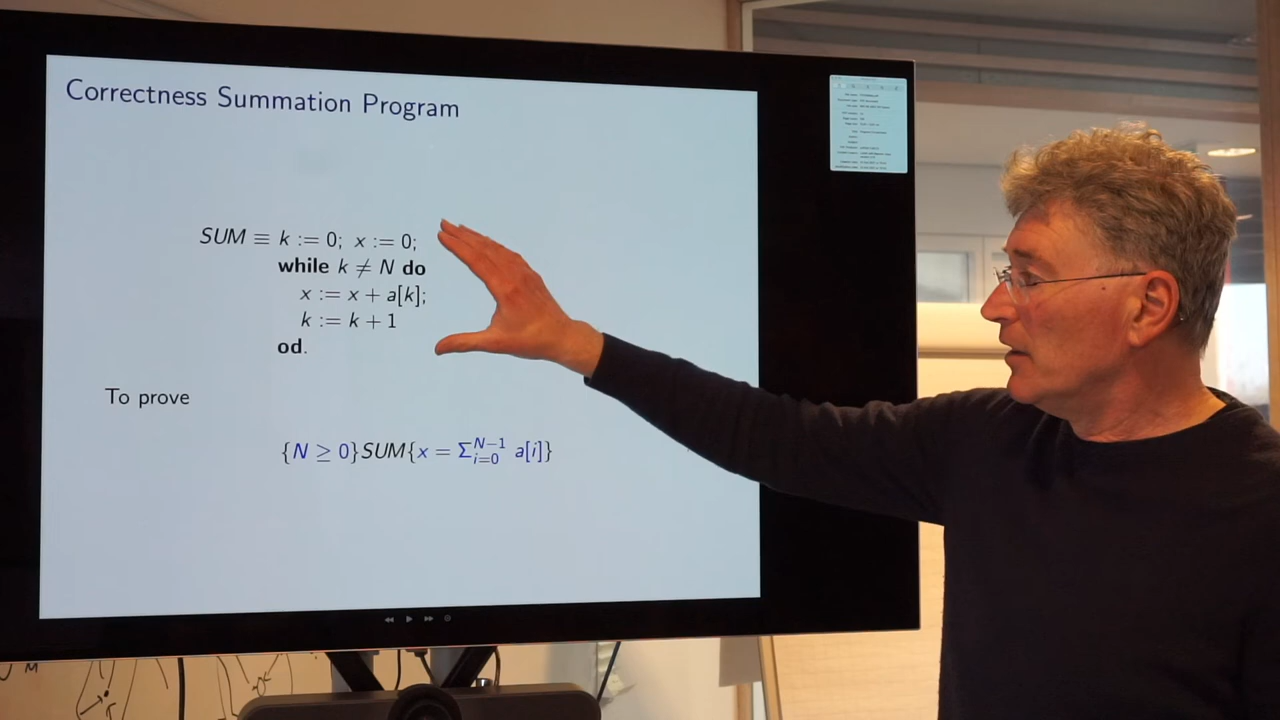 Correctness Summation Program
SUM ≡ k := 0; x := 0;
while k ≠ N do
x := x + a[k];
k := k + 1
od.
To prove
{N ≥ 0}SUM{x = Σ_{i=0}^{N−1} a[i]}